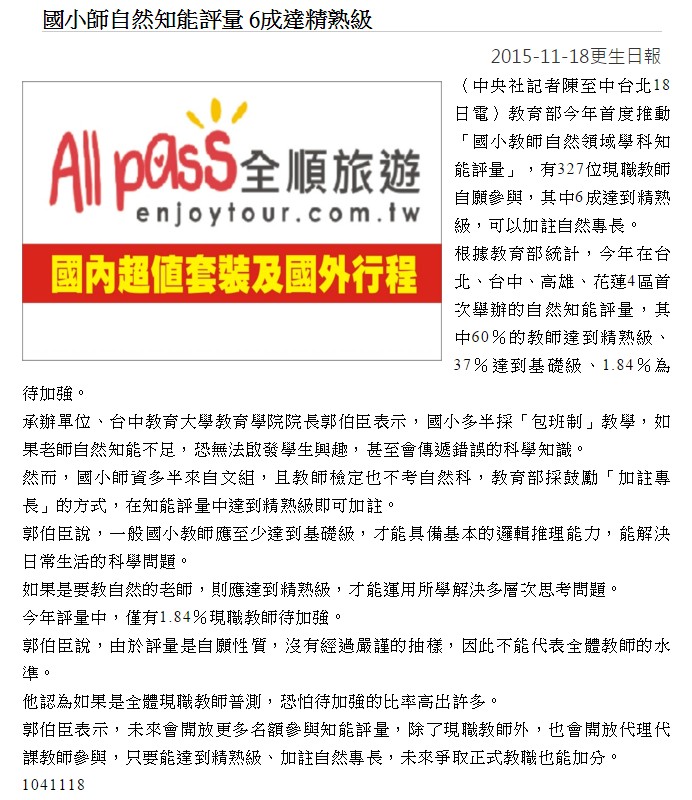 國小師自然知能評量 6成達精熟級
2015-11-18更生日報
All pass全順旅遊
enjoytour.com.tw
國內超值套裝及國外行程
（中央社記者陳至中台北18
日電）教育部今年首度推動
「國小教師自然領域學科知
能評量」，有327位現職教師
自願參與，其中6成達到精熟
級，可以加註自然專長。
根據教育部統計，今年在台
北、台中、高雄、花蓮4區首
次舉辦的自然知能評量，其
中60％的教師達到精熟級、
37％達到基礎級、1.84％為
待加強。
承辦單位、台中教育大學教育學院院長郭伯臣表示，國小多半採「包班制」教學，如
果老師自然知能不足，恐無法啟發學生興趣，甚至會傳遞錯誤的科學知識。
然而，國小師資多半來自文組，且教師檢定也不考自然科，教育部採鼓勵「加註專
長」的方式，在知能評量中達到精熟級即可加註。
郭伯臣說，一般國小教師應至少達到基礎級，才能具備基本的邏輯推理能力，能解決
日常生活的科學問題。
如果是要教自然的老師，則應達到精熟級，才能運用所學解決多層次思考問題。
今年評量中，僅有1.84％現職教師待加強。
郭伯臣說，由於評量是自願性質，沒有經過嚴謹的抽樣，因此不能代表全體教師的水
準。
他認為如果是全體現職教師普測，恐怕待加強的比率高出許多。
郭伯臣表示，未來會開放更多名額參與知能評量，除了現職教師外，也會開放代理代
課教師參與，只要能達到精熟級、加註自然專長，未來爭取正式教職也能加分。
1041118